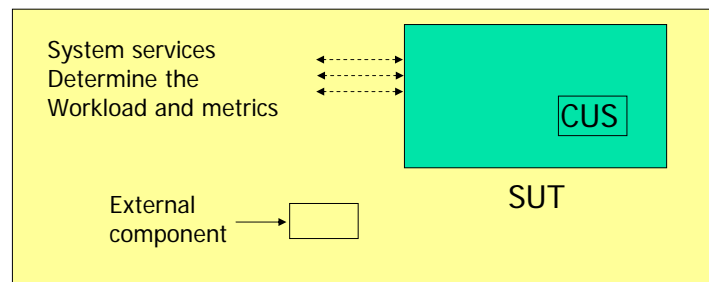 System services
Determine the
Workload and metrics
CUS
SUT
External
component